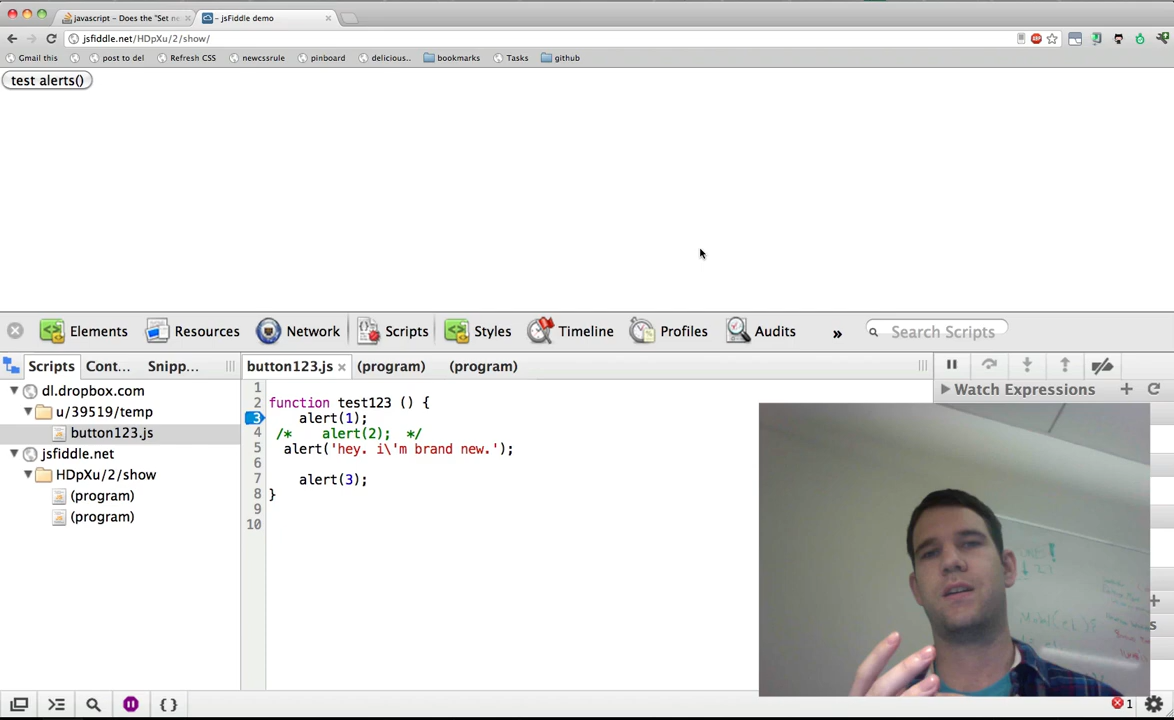 javascript - Does the "Set ne
- jsFiddle demo
jsfiddle.net/HDpXu/2/show/
Gmail this
post to del
Refresh CSS
newcssrule
pinboard
delicious..
bookmarks
Tasks
github
test alerts()
Elements
Resources
Network
Scripts
Styles
Timeline
Profiles
Audits
»
Search Scripts
Scripts
Cont...
Snipp...
button123.js
(program)
(program)
Watch Expressions
dl.dropbox.com
u/39519/temp
button123.js
jsfiddle.net
HDpXu/2/show
(program)
(program)
1
2 function test123 () {
3 alert(1);
4 /* alert(2); */
5 alert('hey. i\'m brand new.');
6
7 alert(3);
8 }
9
10
{}
1